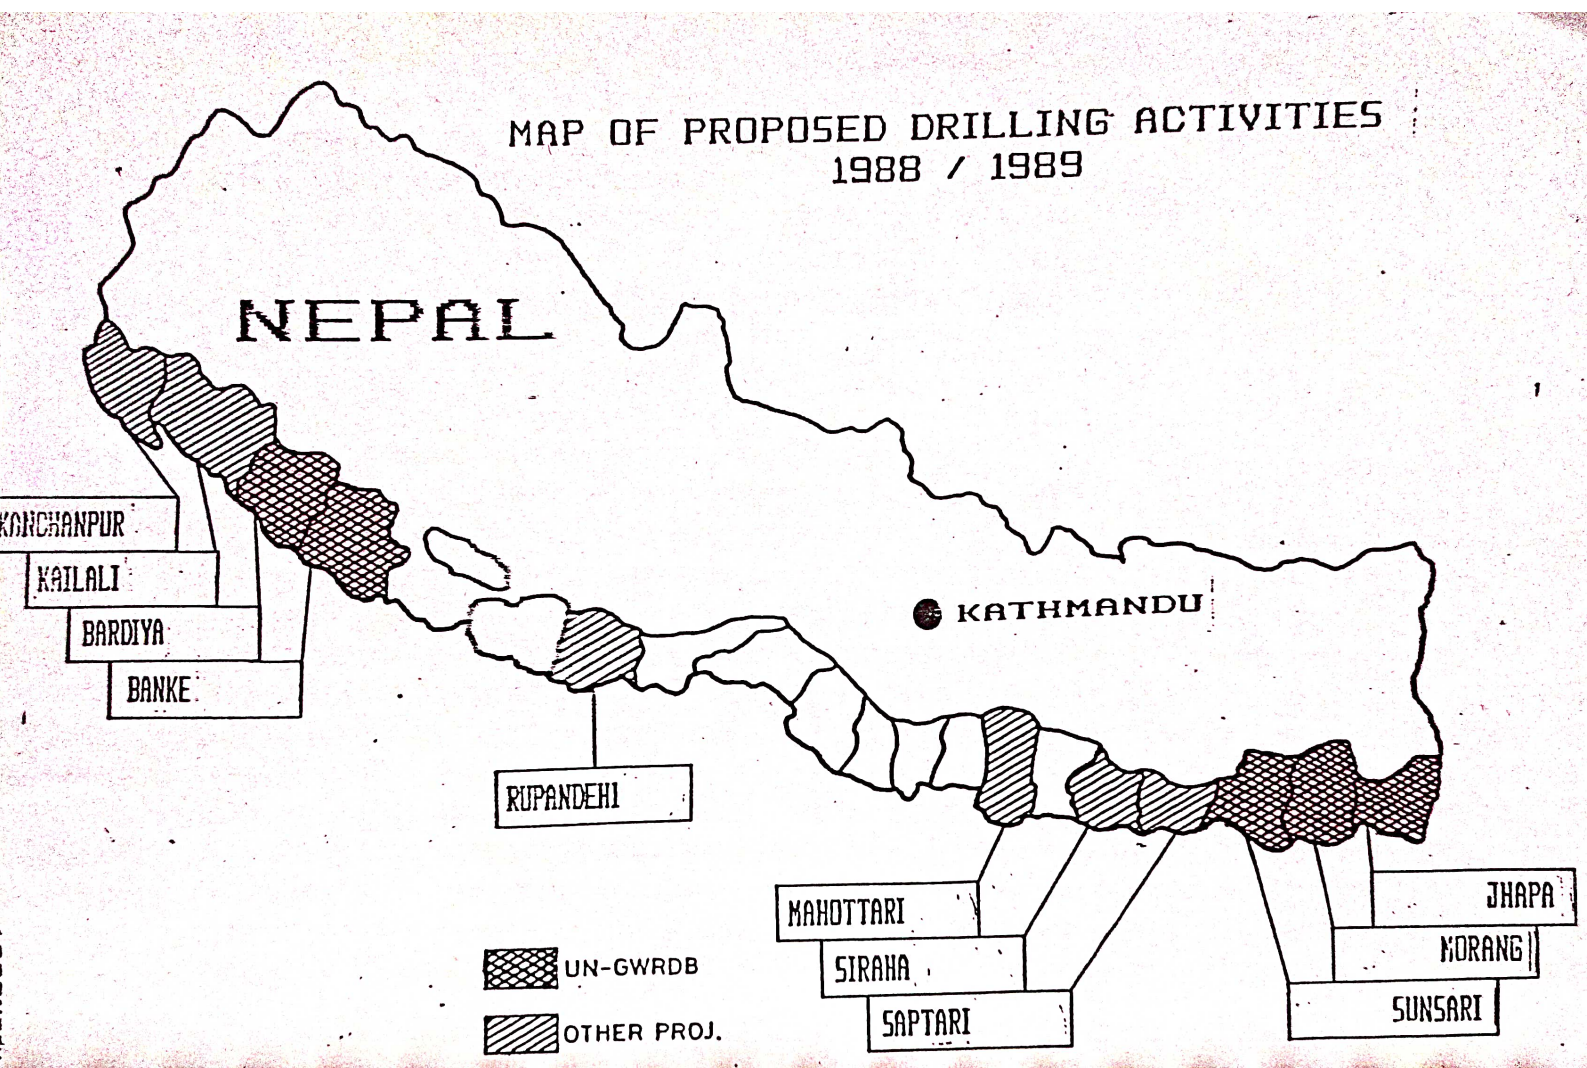 MAP OF PROPOSED DRILLING ACTIVITIES
1988 / 1989
NEPAL
KATHMANDU
KANCHANPUR
KAILALI
BARDIYA
BANKE
RUPANDEHI
MAHOTTARI
SIRAHA
SAPTARI
JHAPA
MORANG
SUNSARI
UN-GWRDB
OTHER PROJ.